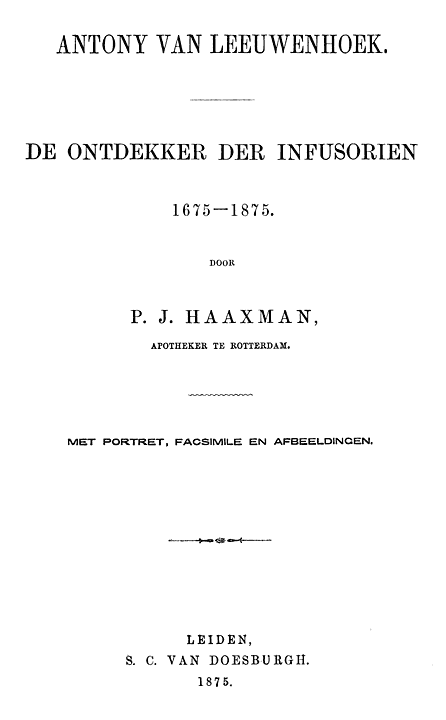 ANTONY VAN LEEUWENHOEK.
DE ONTDEKKER DER INFUSORIEN
1675—1875.
DOOR
P. J. HAAXMAN,
APOTHEKER TE ROTTERDAM.
MET PORTRET, FACSIMILE EN AFBEELDINGEN.
LEIDEN,
S. C. VAN DOESBURGH.
1875.